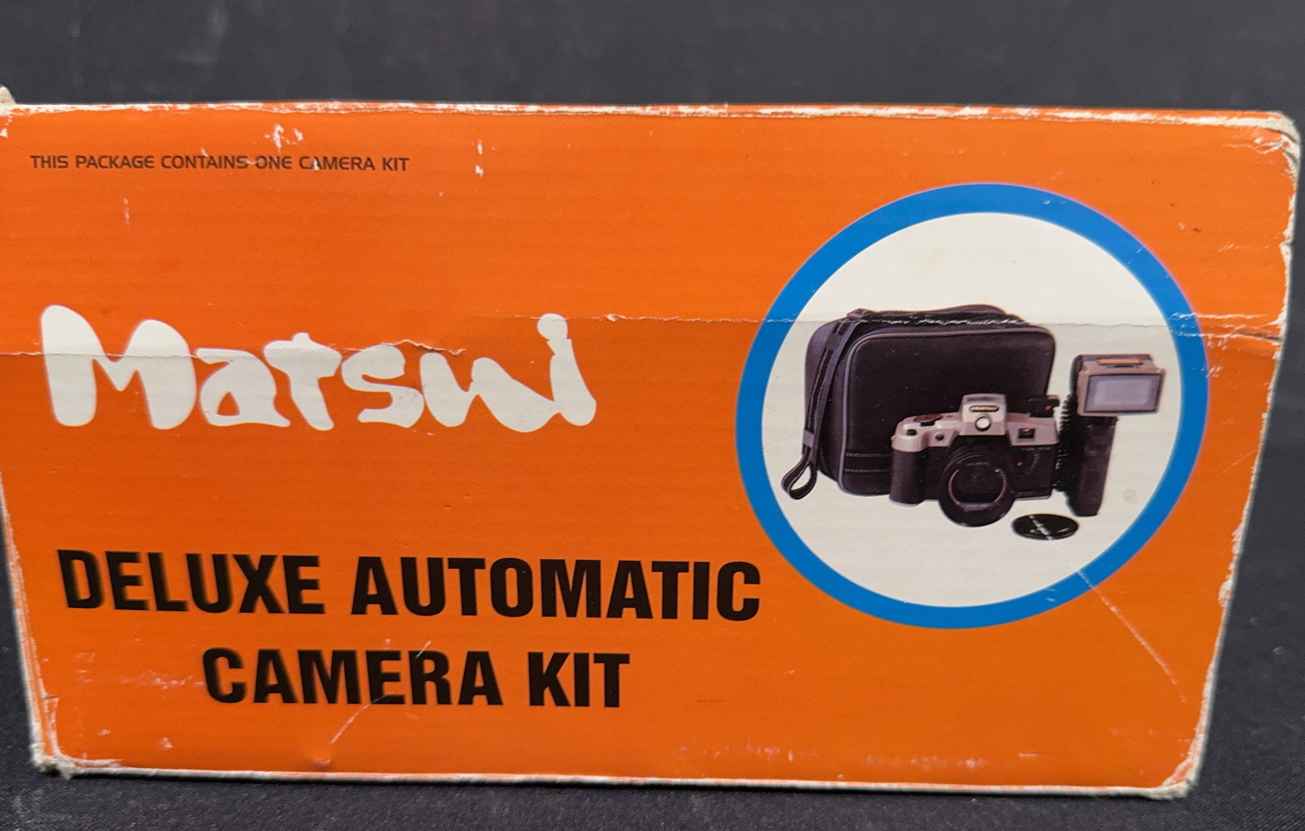 THIS PACKAGE CONTAINS ONE CAMERA KIT
Matsui
DELUXE AUTOMATIC
CAMERA KIT